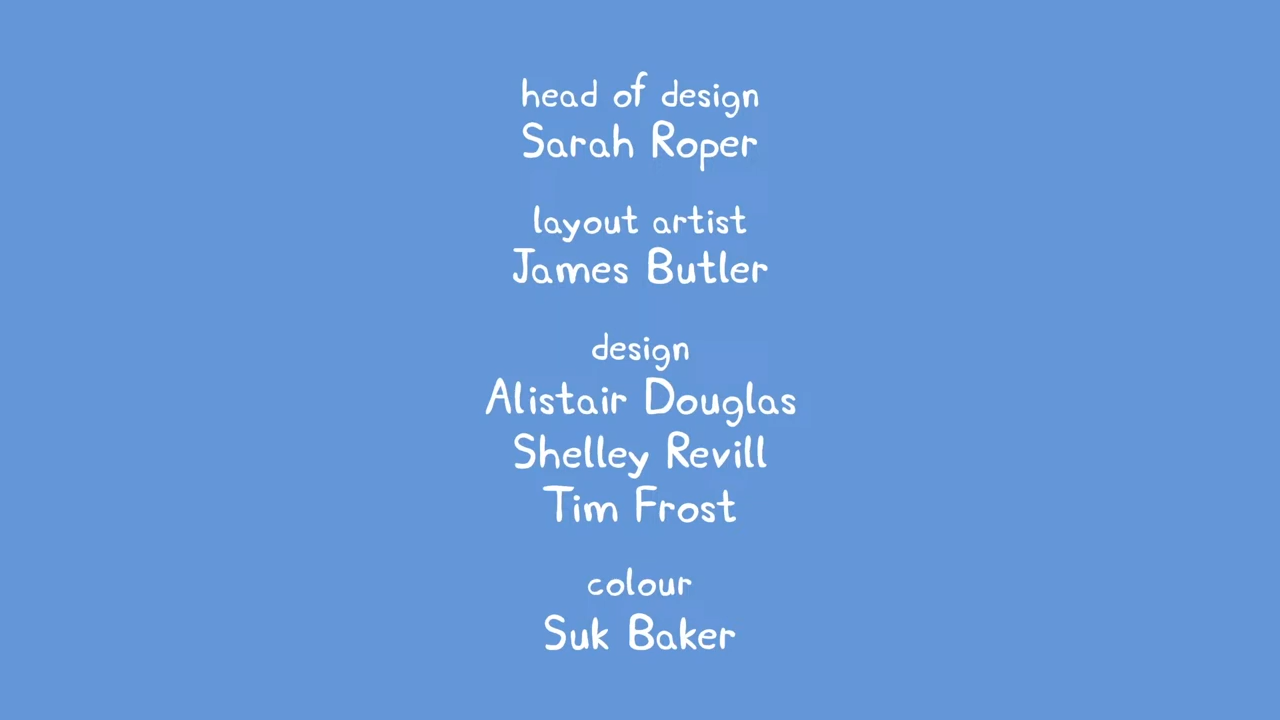 head of design
Sarah Roper
layout artist
James Butler
design
Alistair Douglas
Shelley Revill
Tim Frost
colour
Suk Baker